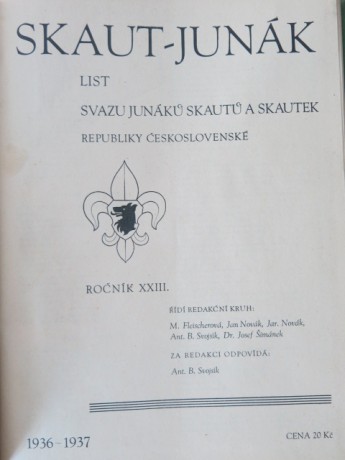 SKAUT-JUNÁK
LIST
SVAZU JUNÁKŮ SKAUTŮ A SKAUTEK
REPUBLIKY ČESKOSLOVENSKÉ
ROČNÍK XXIII.
ŘÍDÍ REDAKČNÍ KRUH:
M. Fleischerová, Jan Novák, Jar. Novák,
Ant. B. Svojsík, Dr. Josef Šimánek
ZA REDAKCI ODPOVÍDÁ:
Ant. B. Svojsík
1936–1937
CENA 20 Kč